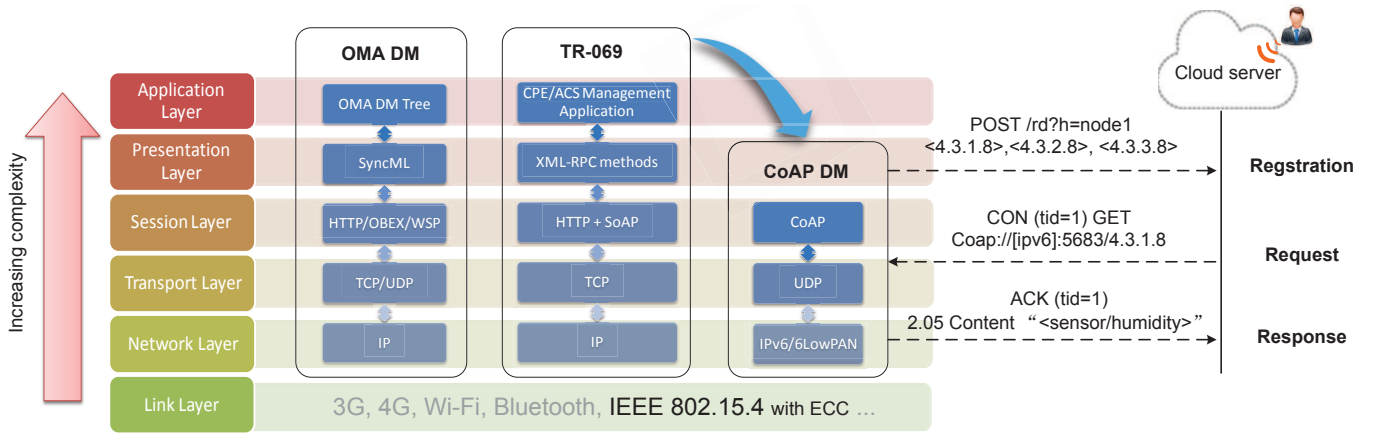 Increasing complexity
Application
Layer
Presentation
Layer
Session Layer
Transport Layer
Network Layer
Link Layer
OMA DM
OMA DM Tree
SyncML
HTTP/OBEX/WSP
TCP/UDP
IP
TR-069
CPE/ACS Management
Application
XML-RPC methods
HTTP + SoAP
TCP
IP
CoAP DM
CoAP
UDP
IPv6/6LowPAN
3G, 4G, Wi-Fi, Bluetooth, IEEE 802.15.4 with ECC ...
Cloud server
POST /rd?h=node1
<4.3.1.8>,<4.3.2.8>, <4.3.3.8>
Regstration
CON (tid=1) GET
Coap://[ipv6]:5683/4.3.1.8
Request
ACK (tid=1)
2.05 Content “<sensor/humidity>”
Response